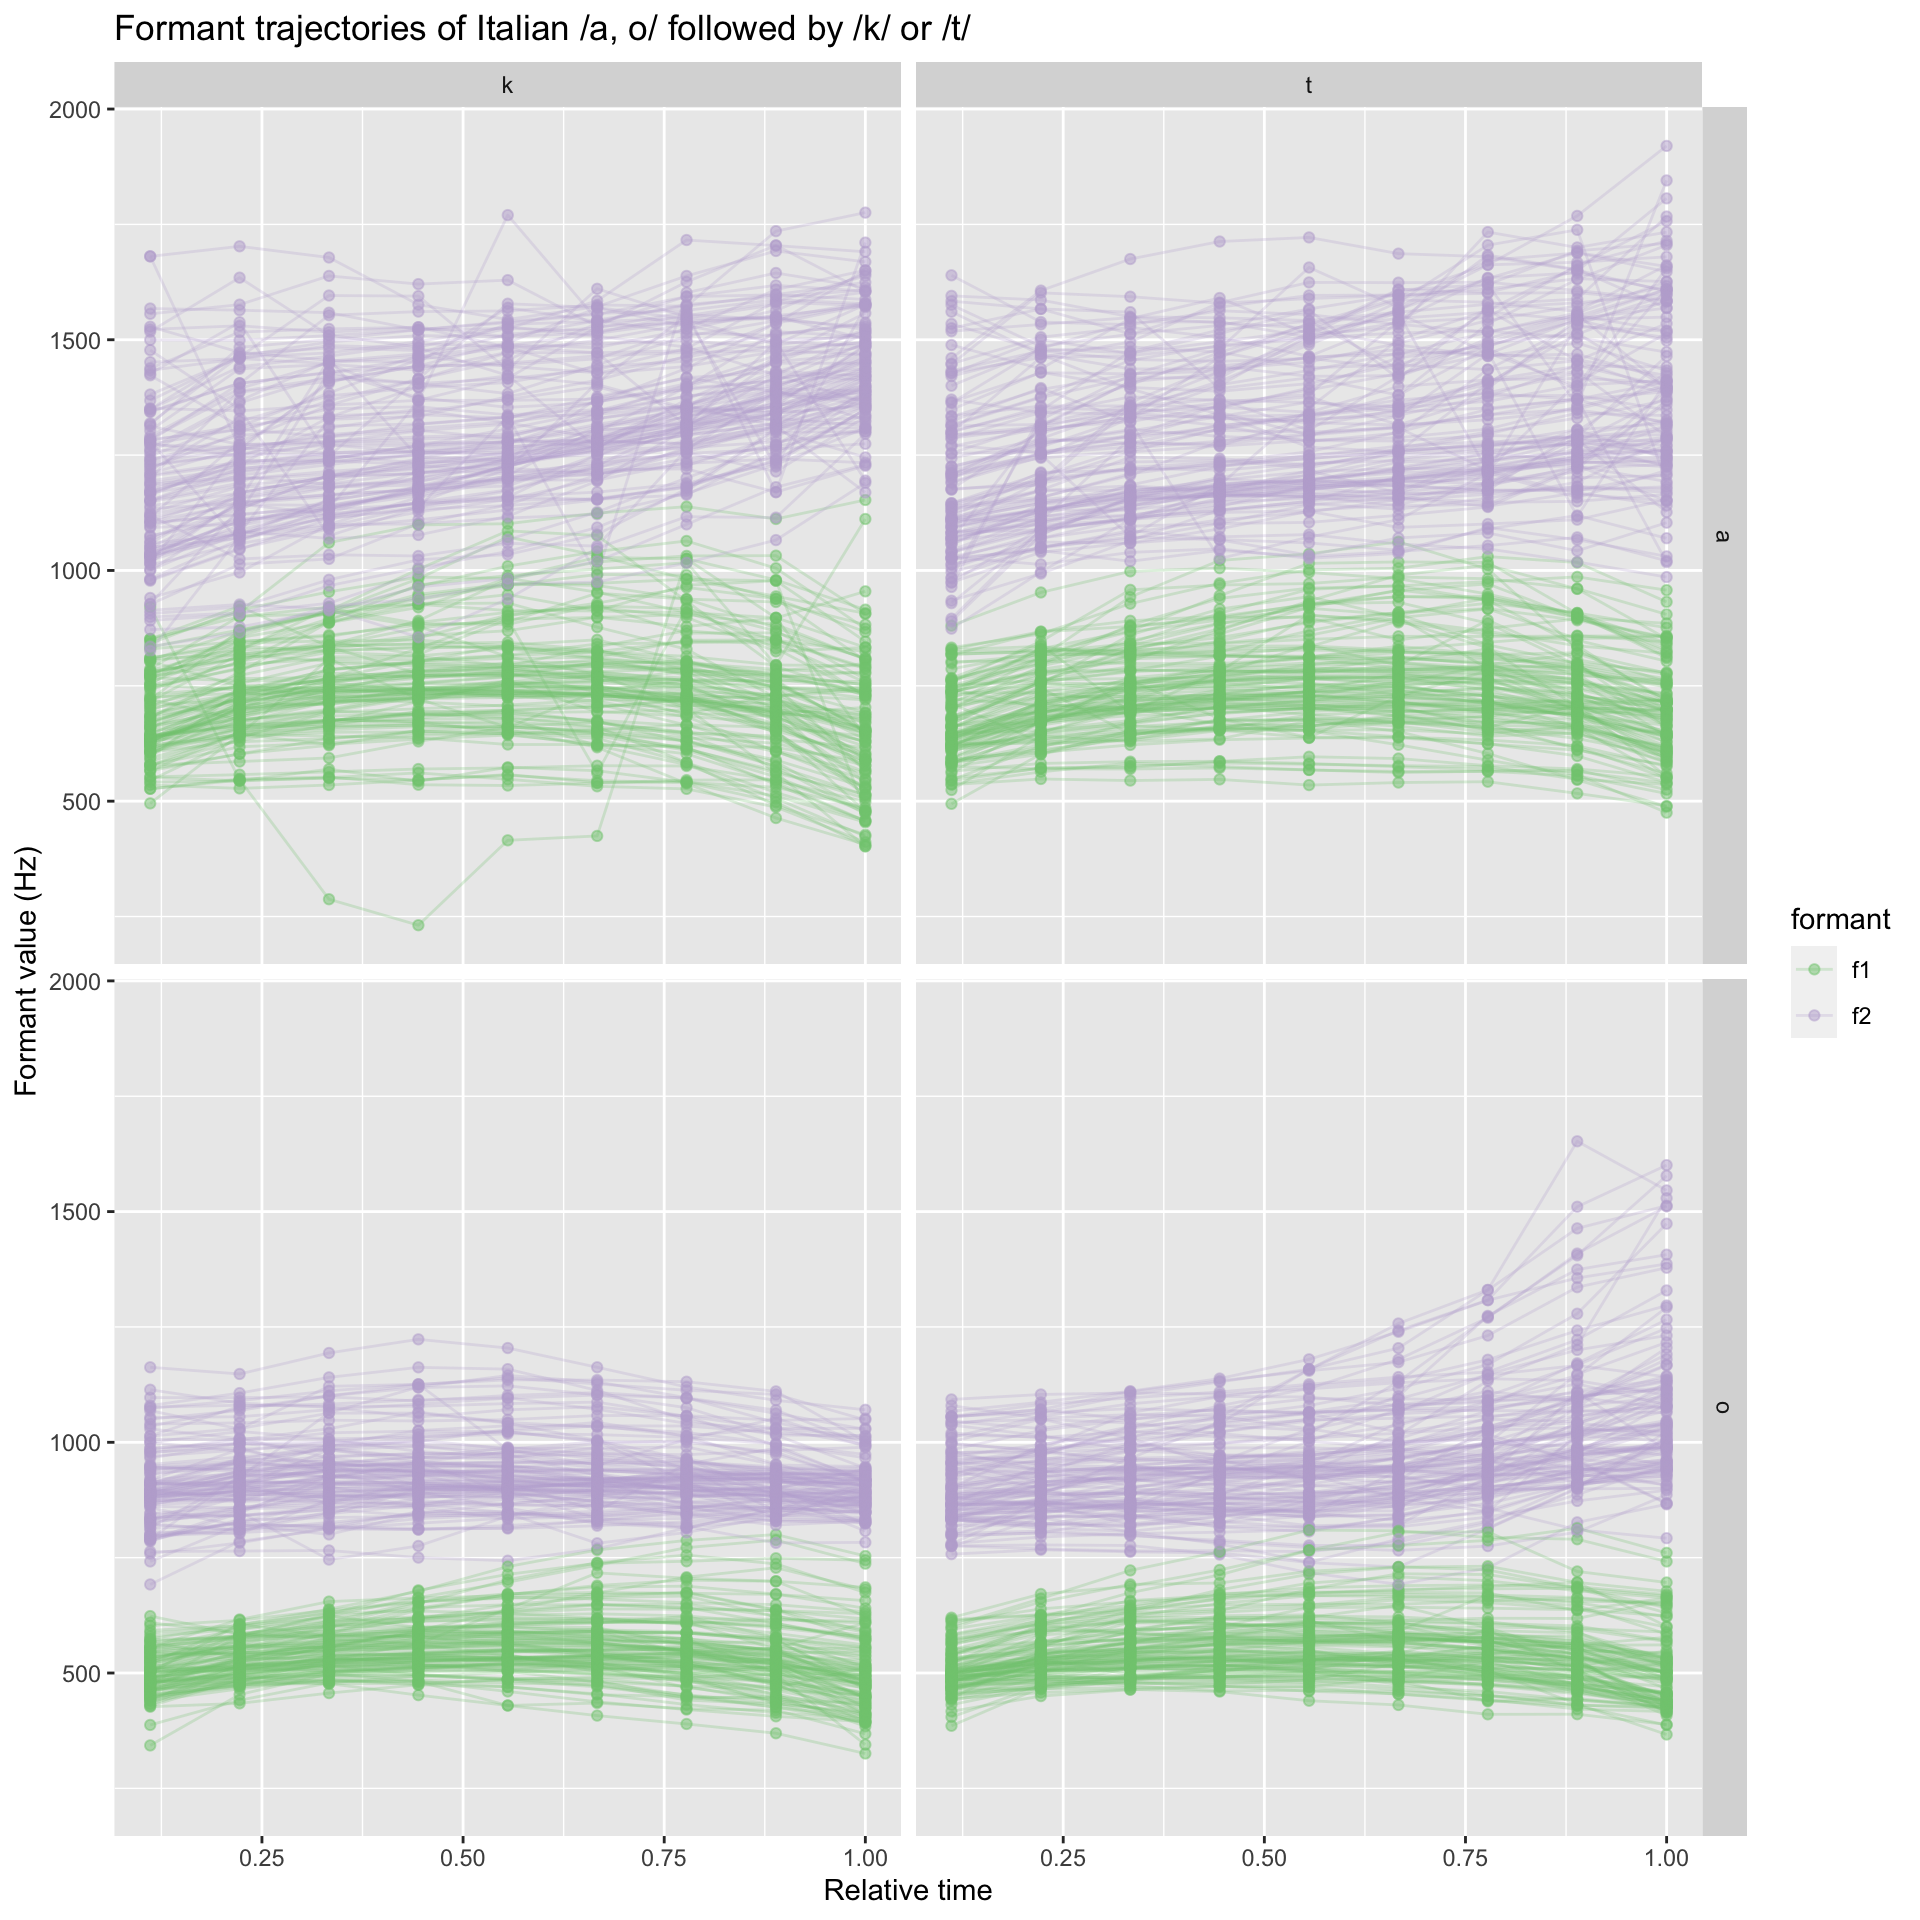 Formant trajectories of Italian /a, o/ followed by /k/ or /t/
k
t
2000
1500
1000
500
a
2000
1500
1000
500
o
Formant value (Hz)
0.25 0.50 0.75 1.00
0.25 0.50 0.75 1.00
Relative time
formant
f1
f2